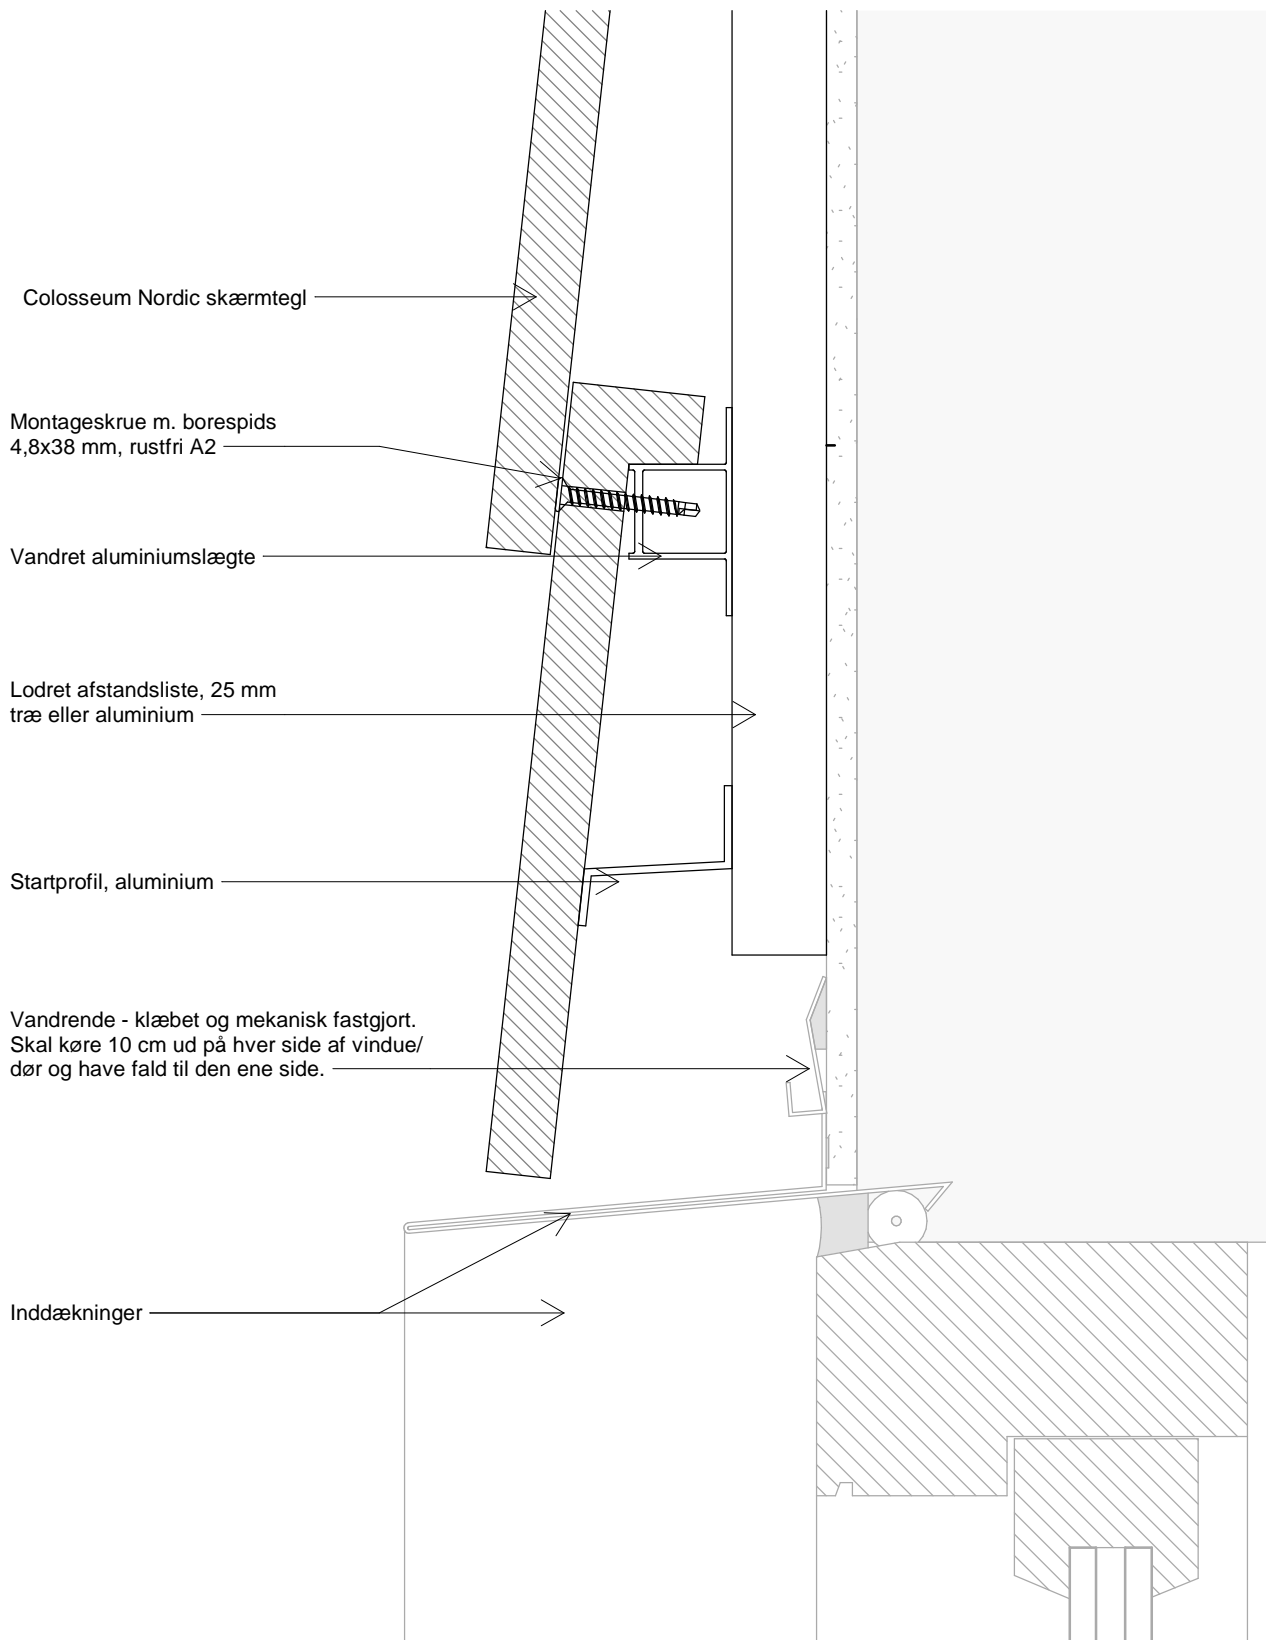 Colosseum Nordic skærmtegl
Montageskrue m. borespids
4,8x38 mm, rustfri A2
Vandret aluminiumslægte
Lodret afstandsliste, 25 mm
træ eller aluminium
Startprofil, aluminium
Vandrende - klæbet og mekanisk fastgjort.
Skal køre 10 cm ud på hver side af vindue/
dør og have fald til den ene side.
Inddækninger